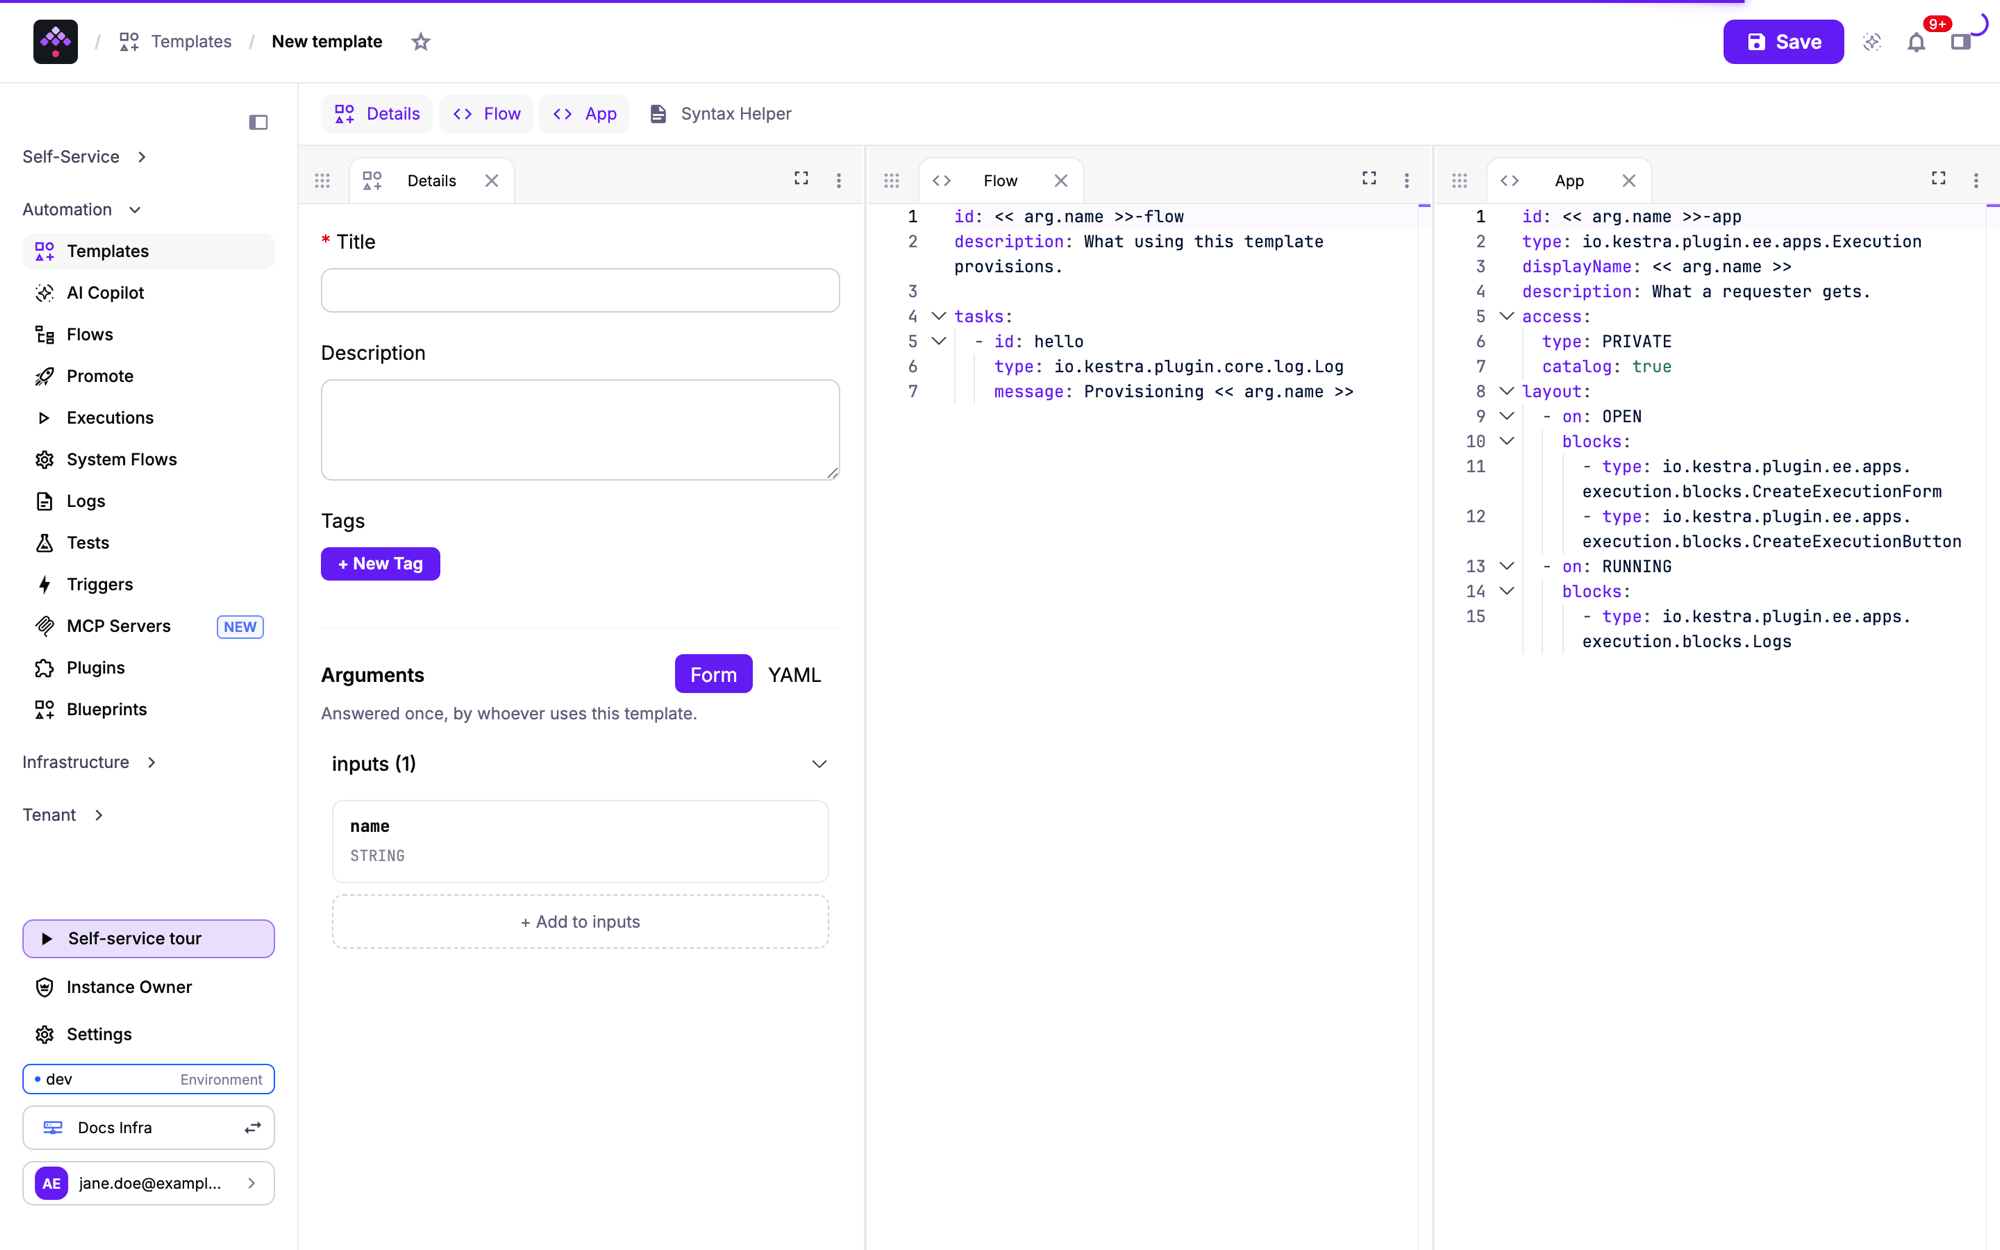 / Templates / New template
Save
9+
Self-Service
Automation
Templates
AI Copilot
Flows
Promote
Executions
System Flows
Logs
Tests
Triggers
MCP Servers NEW
Plugins
Blueprints
Infrastructure
Tenant
Self-service tour
Instance Owner
Settings
dev Environment
Docs Infra
AE jane.doe@exampl...
Details
Flow
App
Syntax Helper
Details
* Title
Description
Tags
+ New Tag
Arguments
Form YAML
Answered once, by whoever uses this template.
inputs (1)
name
STRING
+ Add to inputs
Flow
1 id: << arg.name >>-flow
2 description: What using this template
provisions.
3
4 tasks:
5 - id: hello
6 type: io.kestra.plugin.core.log.Log
7 message: Provisioning << arg.name >>
App
1 id: << arg.name >>-app
2 type: io.kestra.plugin.ee.apps.Execution
3 displayName: << arg.name >>
4 description: What a requester gets.
5 access:
6 type: PRIVATE
7 catalog: true
8 layout:
9 - on: OPEN
10 blocks:
11 - type: io.kestra.plugin.ee.apps.
execution.blocks.CreateExecutionForm
12 - type: io.kestra.plugin.ee.apps.
execution.blocks.CreateExecutionButton
13 - on: RUNNING
14 blocks:
15 - type: io.kestra.plugin.ee.apps.
execution.blocks.Logs